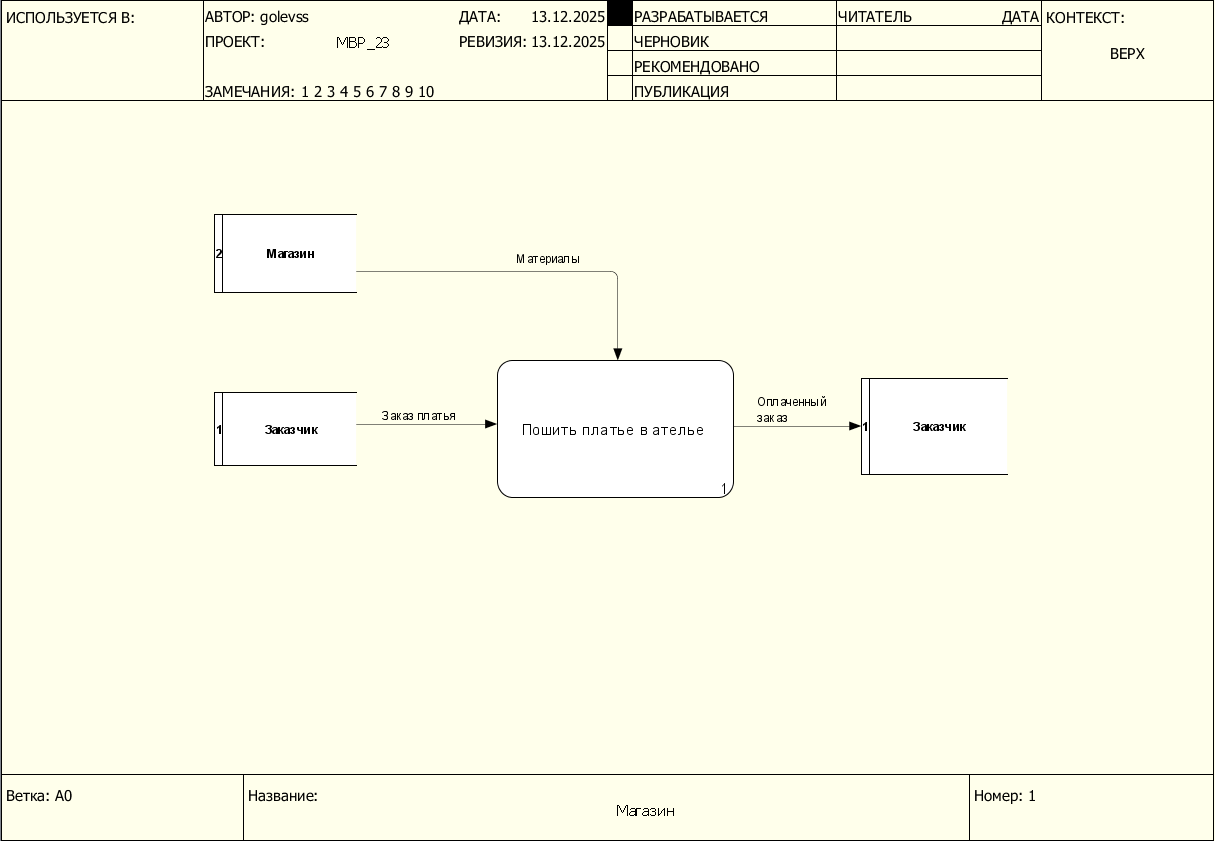 ИСПОЛЬЗУЕТСЯ В:
АВТОР: golevss
ДАТА: 13.12.2025
РАЗРАБАТЫВАЕТСЯ
ЧИТАТЕЛЬ
ДАТА
КОНТЕКСТ:
ПРОЕКТ: МВР_23
РЕВИЗИЯ: 13.12.2025
ЧЕРНОВИК
ВЕРХ
РЕКОМЕНДОВАНО
ЗАМЕЧАНИЯ: 1 2 3 4 5 6 7 8 9 10
ПУБЛИКАЦИЯ
2
Магазин
Материалы
1
Заказчик
Заказ платья
Пошить платье в ателье
1
Оплаченный
заказ
1
Заказчик
Ветка: A0
Название:
Магазин
Номер: 1